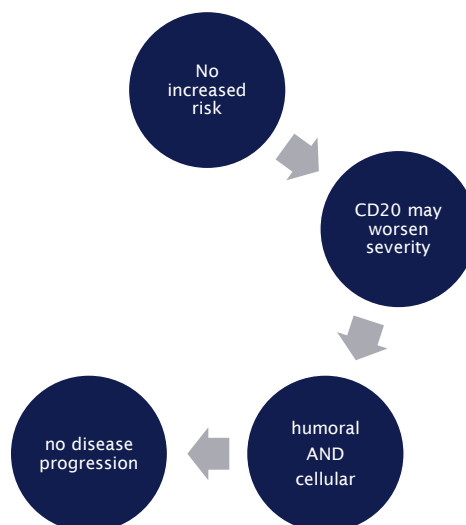 No
increased
risk
CD20 may
worsen
severity
humoral
AND
cellular
no disease
progression